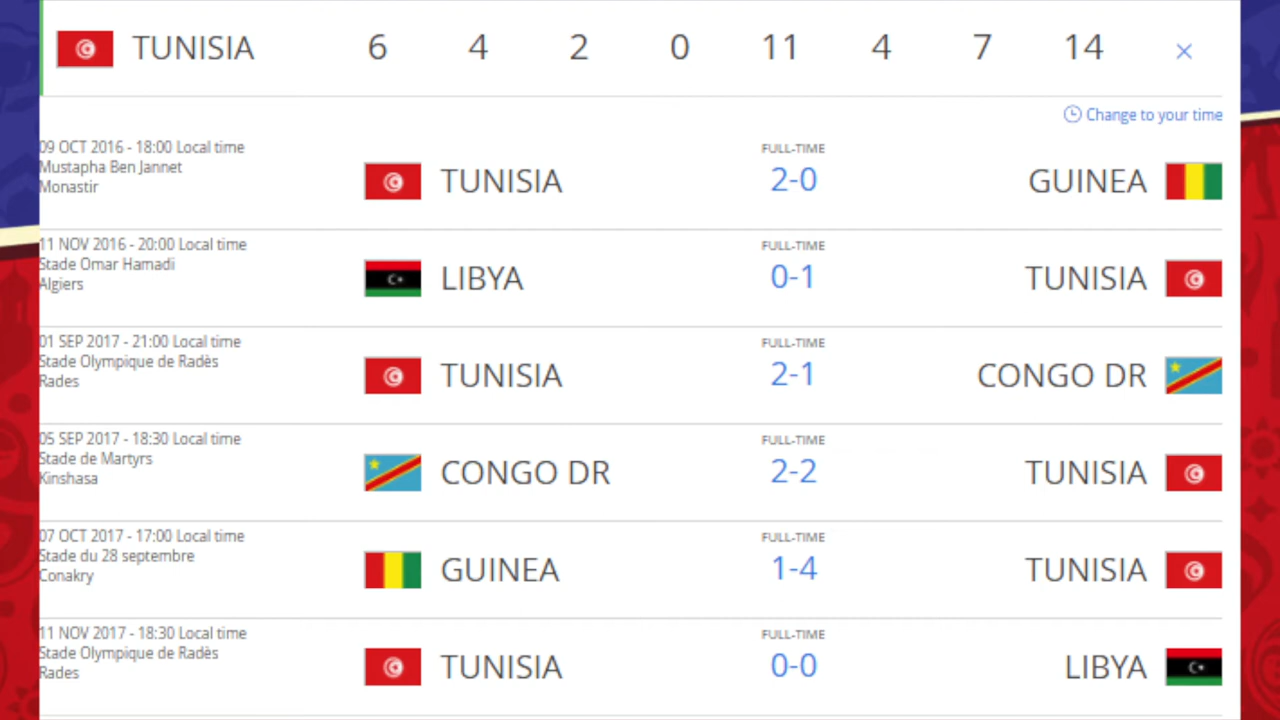 TUNISIA 6 4 2 0 11 4 7 14 ×
Change to your time
09 OCT 2016 - 18:00 Local time
Mustapha Ben Jannet
Monastir
TUNISIA
FULL-TIME
2-0
GUINEA
11 NOV 2016 - 20:00 Local time
Stade Omar Hamadi
Algiers
LIBYA
FULL-TIME
0-1
TUNISIA
01 SEP 2017 - 21:00 Local time
Stade Olympique de Radès
Rades
TUNISIA
FULL-TIME
2-1
CONGO DR
05 SEP 2017 - 18:30 Local time
Stade de Martyrs
Kinshasa
CONGO DR
FULL-TIME
2-2
TUNISIA
07 OCT 2017 - 17:00 Local time
Stade du 28 septembre
Conakry
GUINEA
FULL-TIME
1-4
TUNISIA
11 NOV 2017 - 18:30 Local time
Stade Olympique de Radès
Rades
TUNISIA
FULL-TIME
0-0
LIBYA